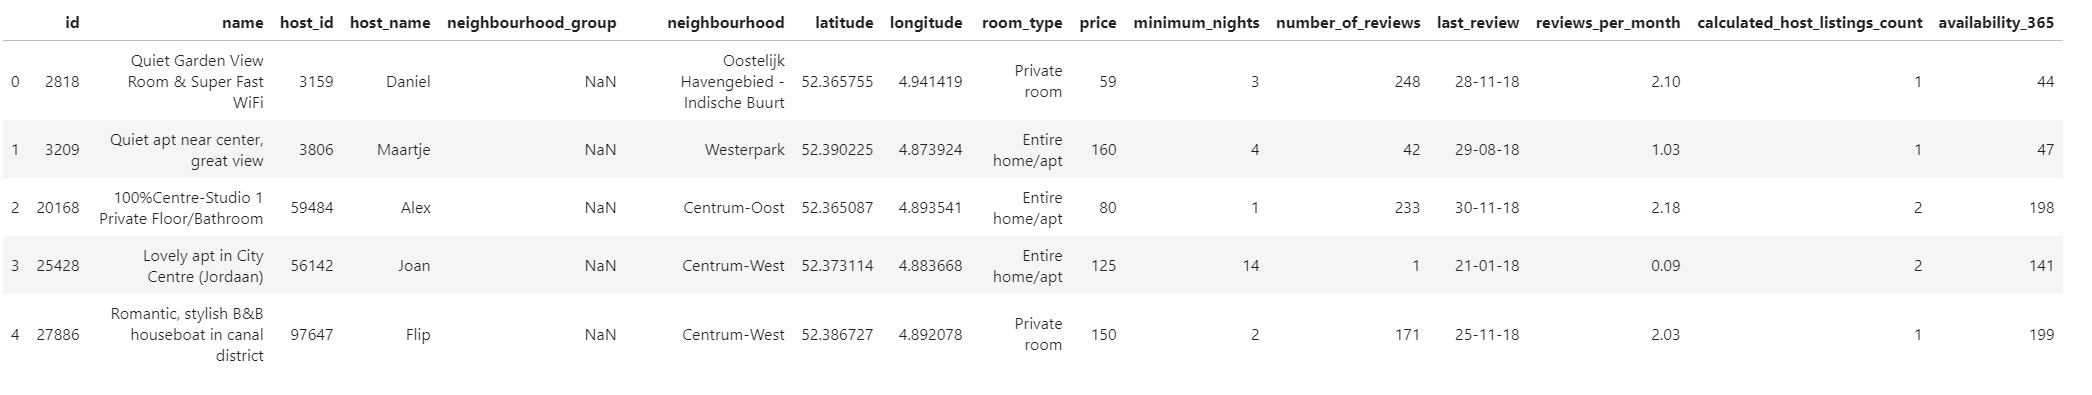 id name host_id host_name neighbourhood_group neighbourhood latitude longitude room_type price minimum_nights number_of_reviews last_review reviews_per_month calculated_host_listings_count availability_365
Quiet Garden View Oostelijk
Room & Super Fast Havengebied - Private
0 2818 3159 Daniel NaN 52.365755 4.941419 59 3 248 28-11-18 2.10 1 44
WiFi Indische Buurt room
Quiet apt near center, Entire
1 3209 3806 Maartje NaN Westerpark 52.390225 4.873924 160 4 42 29-08-18 1.03 1 47
great view home/apt
100%Centre-Studio 1 Entire
2 20168 59484 Alex NaN Centrum-Oost 52.365087 4.893541 80 1 233 30-11-18 2.18 2 198
Private Floor/Bathroom home/apt
Lovely apt in City Entire
3 25428 56142 Joan NaN Centrum-West 52.373114 4.883668 125 14 1 21-01-18 0.09 2 141
Centre (Jordaan) home/apt
Romantic, stylish B&B Private
4 27886 houseboat in canal 97647 Flip NaN Centrum-West 52.386727 4.892078 150 2 171 25-11-18 2.03 1 199
district room